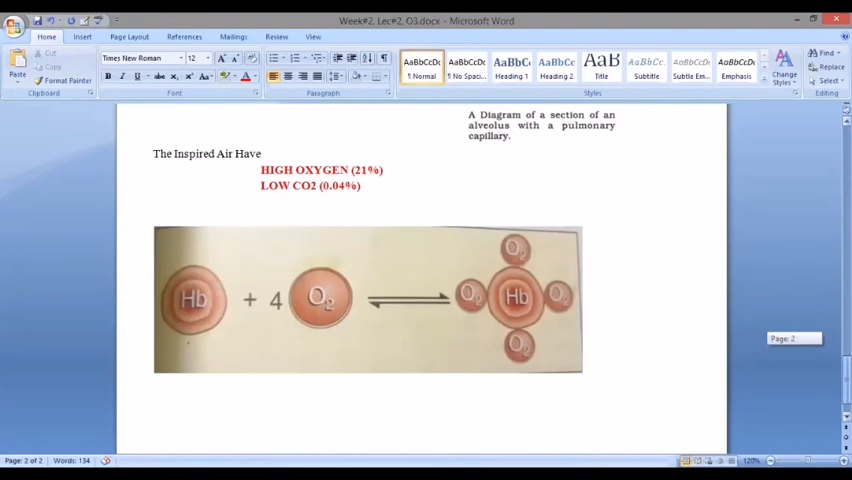 Week#2, Lec#2, O3.docx - Microsoft Word
Home Insert Page Layout References Mailings Review View
Paste
Cut
Copy
Format Painter
Clipboard
Times New Roman 12
Font
Paragraph
AaBbCcDc AaBbCcDc AaBbC AaBbCc AaB AaBbCc. AaBbCcDc AaBbCcDc
¶ Normal ¶ No Spaci... Heading 1 Heading 2 Title Subtitle Subtle Em... Emphasis
Change Styles
Styles
Find
Replace
Select
Editing
A Diagram of a section of an
alveolus with a pulmonary
capillary.
The Inspired Air Have
HIGH OXYGEN (21%)
LOW CO2 (0.04%)
O2
Hb + 4 O2 ⇌ O2 Hb O2
O2
Page: 2
Page: 2 of 2 Words: 134 120%